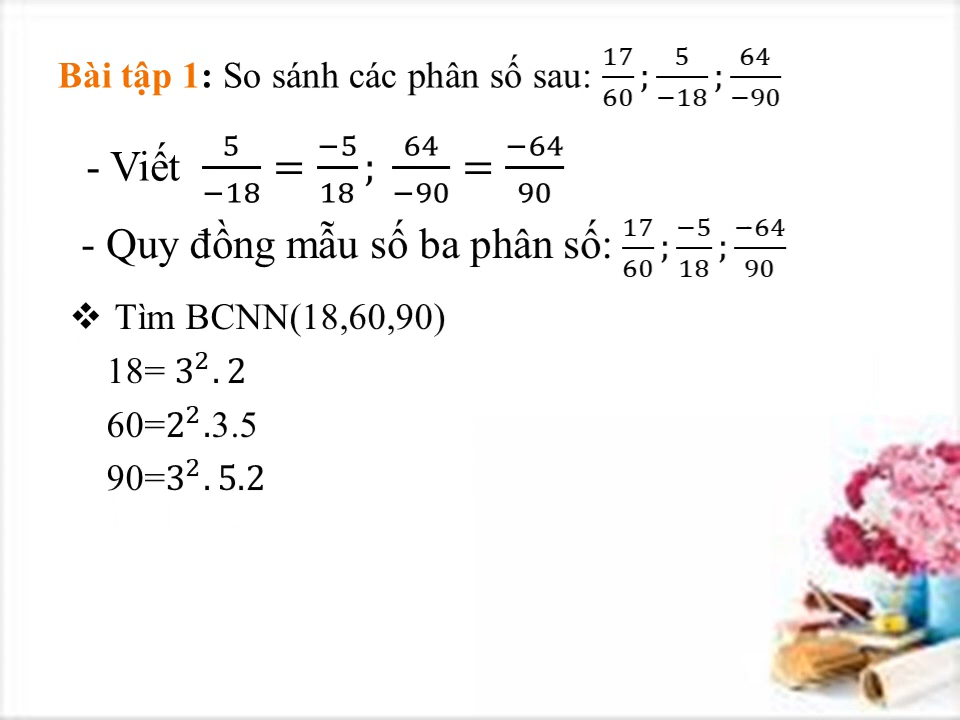 Bài tập 1: So sánh các phân số sau: 17/60 ; 5/−18 ; 64/−90
- Viết 5/−18 = −5/18 ; 64/−90 = −64/90
- Quy đồng mẫu số ba phân số: 17/60 ; −5/18 ; −64/90
❖ Tìm BCNN(18,60,90)
18= 3². 2
60=2².3.5
90=3². 5.2